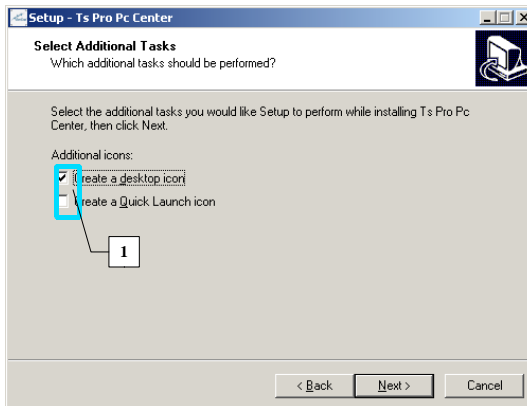 Setup - Ts Pro Pc Center
Select Additional Tasks
Which additional tasks should be performed?
Select the additional tasks you would like Setup to perform while installing Ts Pro Pc
Center, then click Next.
Additional icons:
Create a desktop icon
Create a Quick Launch icon
1
< Back
Next >
Cancel